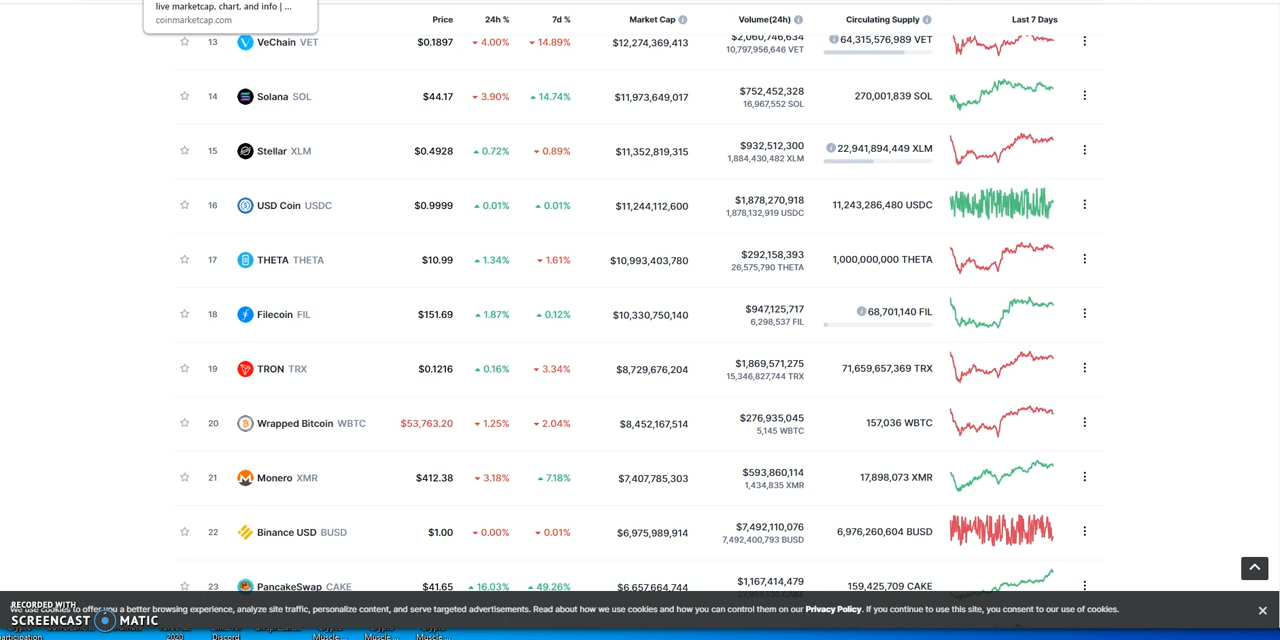 live marketcap, chart, and info | ...
coinmarketcap.com
Price 24h % 7d % Market Cap Volume(24h) Circulating Supply Last 7 Days
13 VeChain VET $0.1897 4.00% 14.89% $12,274,369,413 $2,060,746,634 64,315,576,989 VET
10,797,956,646 VET
14 Solana SOL $44.17 3.90% 14.74% $11,973,649,017 $752,452,328 270,001,839 SOL
16,967,552 SOL
15 Stellar XLM $0.4928 0.72% 0.89% $11,352,819,315 $932,512,300 22,941,894,449 XLM
1,884,430,482 XLM
16 USD Coin USDC $0.9999 0.01% 0.01% $11,244,112,600 $1,878,270,918 11,243,286,480 USDC
1,878,132,919 USDC
17 THETA THETA $10.99 1.34% 1.61% $10,993,403,780 $292,158,393 1,000,000,000 THETA
26,575,790 THETA
18 Filecoin FIL $151.69 1.87% 0.12% $10,330,750,140 $947,125,717 68,701,140 FIL
6,298,537 FIL
19 TRON TRX $0.1216 0.16% 3.34% $8,729,676,204 $1,869,571,275 71,659,657,369 TRX
15,346,827,744 TRX
20 Wrapped Bitcoin WBTC $53,763.20 1.25% 2.04% $8,452,167,514 $276,935,045 157,036 WBTC
5,145 WBTC
21 Monero XMR $412.38 3.18% 7.18% $7,407,785,303 $593,860,114 17,898,073 XMR
1,434,835 XMR
22 Binance USD BUSD $1.00 0.00% 0.01% $6,975,989,914 $7,492,110,076 6,976,260,604 BUSD
7,492,400,793 BUSD
23 PancakeSwap CAKE $41.65 16.03% 49.26% $6,657,664,744 $1,167,414,479 159,425,709 CAKE
RECORDED WITH
We use cookies to offer you a better browsing experience, analyze site traffic, personalize content, and serve targeted advertisements. Read about how we use cookies and how you can control them on our Privacy Policy. If you continue to use this site, you consent to our use of cookies.
SCREENCAST MATIC
2020 Discord Muscle... Muscle... Muscle...